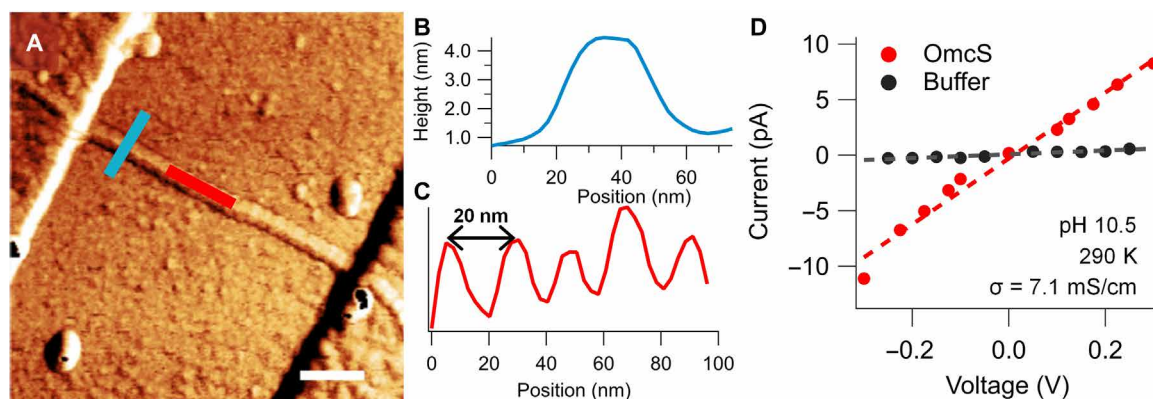 A
B
Height (nm)
4.0
3.0
2.0
1.0
0 20 40 60
Position (nm)
C
20 nm
0 20 40 60 80 100
Position (nm)
D
Current (pA)
10
5
0
−5
−10
OmcS
Buffer
pH 10.5
290 K
σ = 7.1 mS/cm
−0.2 0.0 0.2
Voltage (V)